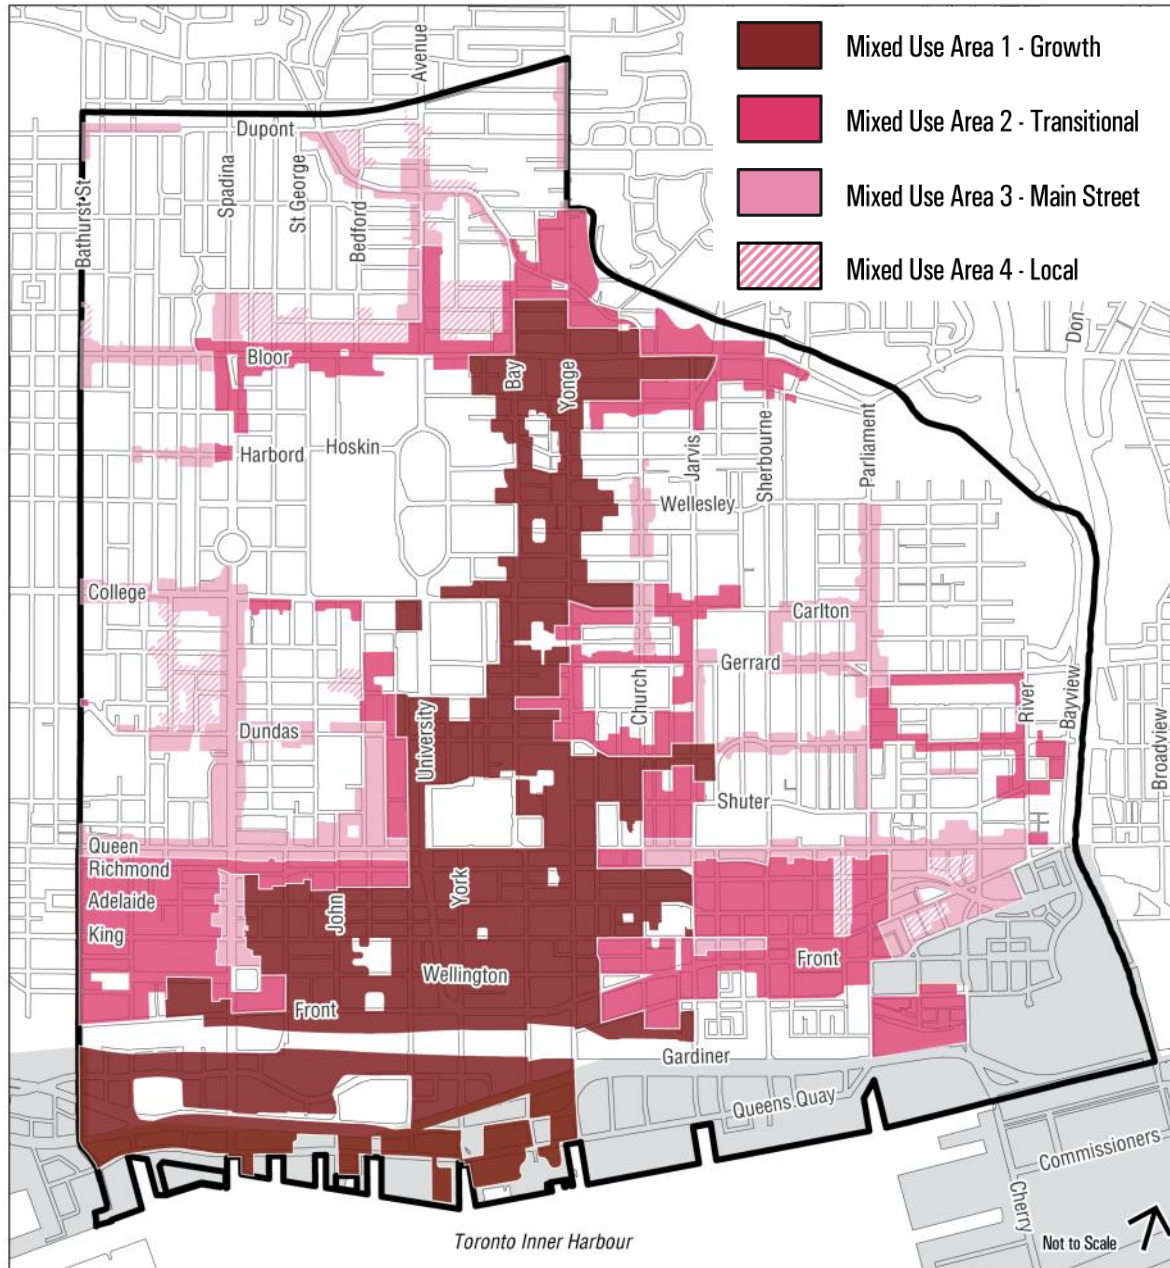 Mixed Use Area 1 - Growth
Mixed Use Area 2 - Transitional
Mixed Use Area 3 - Main Street
Mixed Use Area 4 - Local
Avenue
Dupont
Bathurst St
Spadina
St George
Bedford
Don
Bloor
Bay
Yonge
Harbord
Hoskin
Jarvis
Sherbourne
Parliament
Wellesley
College
Carlton
Gerrard
Church
River
Bayview
Broadview
Dundas
University
Shuter
Queen
Richmond
Adelaide
King
John
York
Wellington
Front
Front
Gardiner
Queens Quay
Commissioners
Cherry
Toronto Inner Harbour
Not to Scale